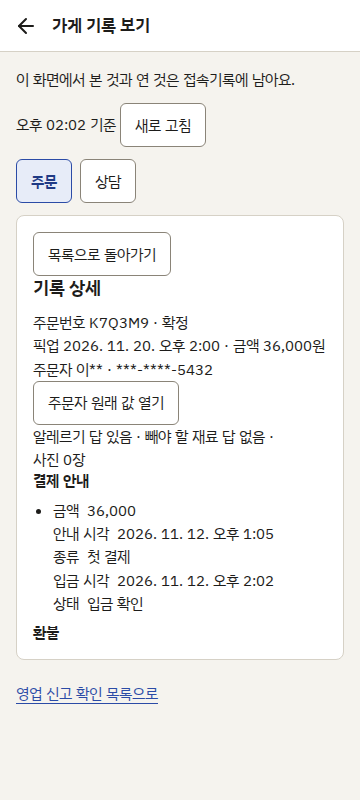 가게 기록 보기
이 화면에서 본 것과 연 것은 접속기록에 남아요.
오후 02:02 기준 새로 고침
주문 상담
목록으로 돌아가기
기록 상세
주문번호 K7Q3M9 · 확정
픽업 2026. 11. 20. 오후 2:00 · 금액 36,000원
주문자 이** · ***-****-5432
주문자 원래 값 열기
알레르기 답 있음 · 빼야 할 재료 답 없음 ·
사진 0장
결제 안내
• 금액 36,000
안내 시각 2026. 11. 12. 오후 1:05
종류 첫 결제
입금 시각 2026. 11. 12. 오후 2:02
상태 입금 확인
환불
영업 신고 확인 목록으로